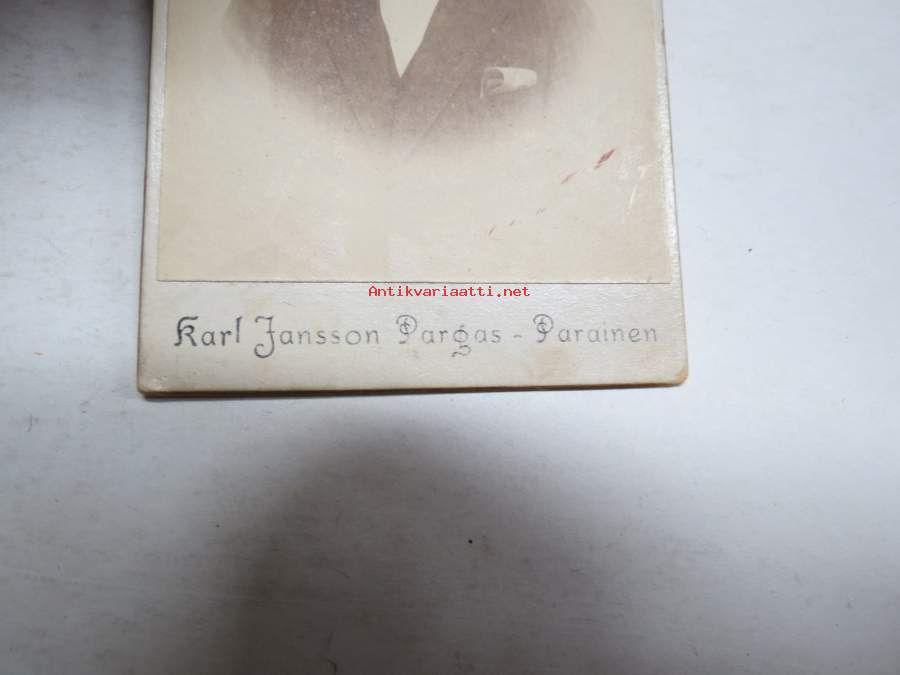 Antikvariaatti.net
Karl Jansson Pargas - Parainen